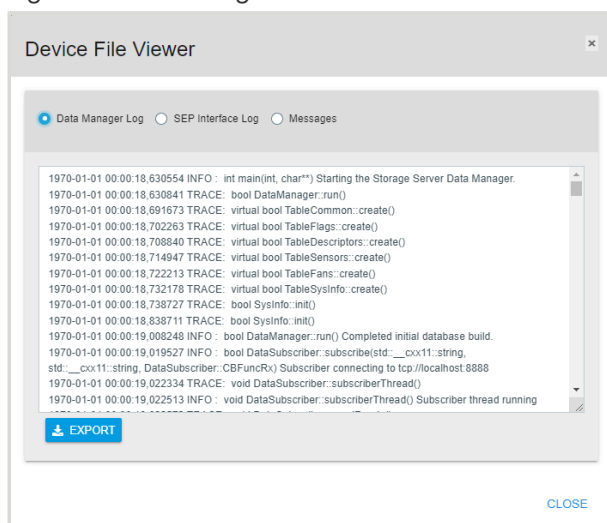 Device File Viewer
×
Data Manager Log SEP Interface Log Messages
1970-01-01 00:00:18,630554 INFO : int main(int, char**) Starting the Storage Server Data Manager.
1970-01-01 00:00:18,630841 TRACE: bool DataManager::run()
1970-01-01 00:00:18,691673 TRACE: virtual bool TableCommon::create()
1970-01-01 00:00:18,702263 TRACE: virtual bool TableFlags::create()
1970-01-01 00:00:18,708840 TRACE: virtual bool TableDescriptors::create()
1970-01-01 00:00:18,714947 TRACE: virtual bool TableSensors::create()
1970-01-01 00:00:18,722213 TRACE: virtual bool TableFans::create()
1970-01-01 00:00:18,732178 TRACE: virtual bool TableSysInfo::create()
1970-01-01 00:00:18,738727 TRACE: bool SysInfo::init()
1970-01-01 00:00:18,838711 TRACE: bool SysInfo::init()
1970-01-01 00:00:19,008248 INFO : bool DataManager::run() Completed initial database build.
1970-01-01 00:00:19,019527 INFO : bool DataSubscriber::subscribe(std::__cxx11::string,
std::__cxx11::string, DataSubscriber::CBFuncRx) Subscriber connecting to tcp://localhost:8888
1970-01-01 00:00:19,022334 TRACE: void DataSubscriber::subscriberThread()
1970-01-01 00:00:19,022513 INFO : void DataSubscriber::subscriberThread() Subscriber thread running
EXPORT
CLOSE